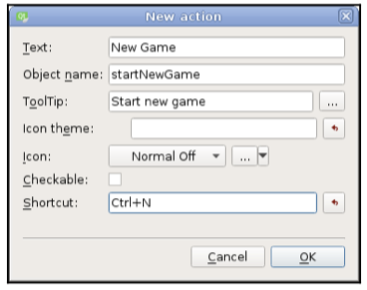 New action
Text: New Game
Object name: startNewGame
ToolTip: Start new game ...
Icon theme:
Icon: Normal Off ...
Checkable:
Shortcut: Ctrl+N
Cancel OK